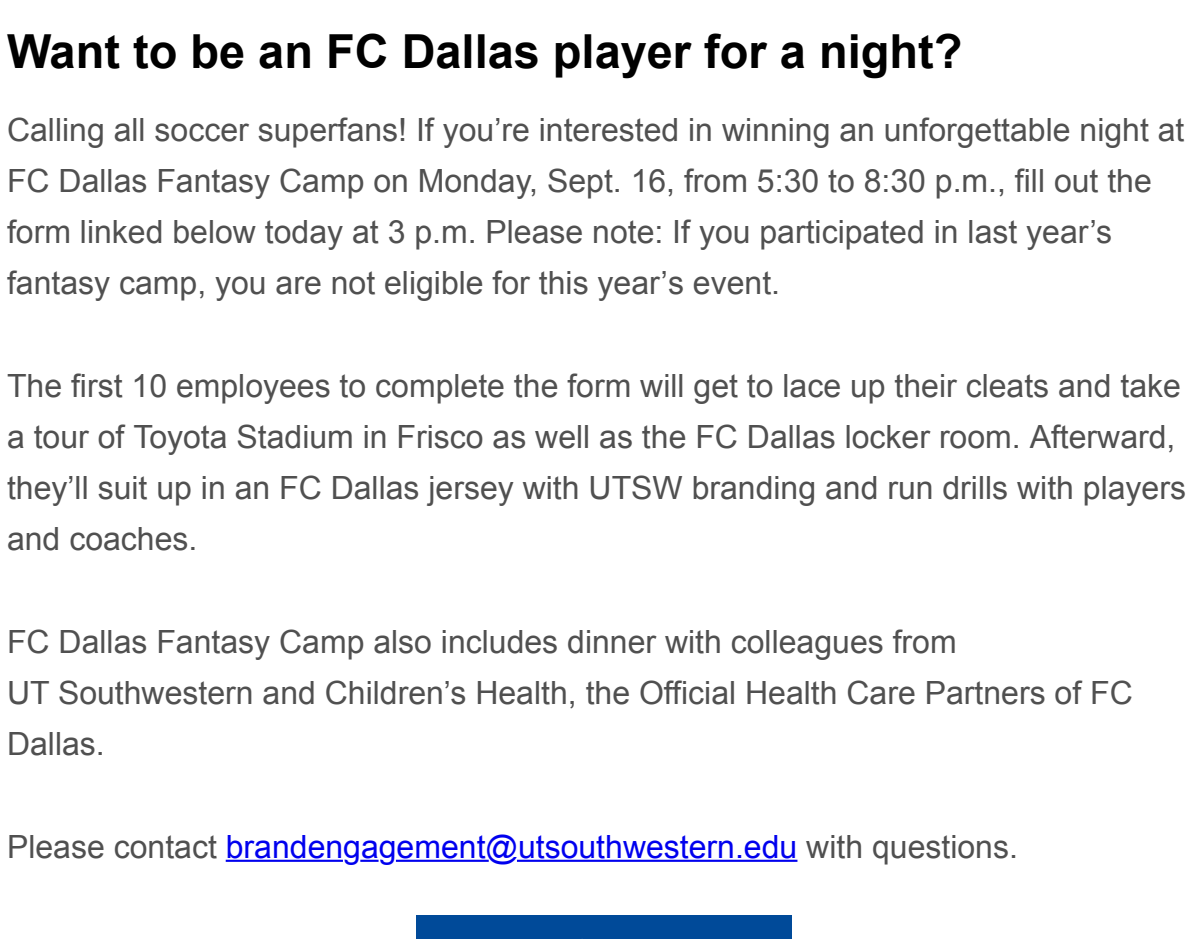 Want to be an FC Dallas player for a night?
Calling all soccer superfans! If you’re interested in winning an unforgettable night at
FC Dallas Fantasy Camp on Monday, Sept. 16, from 5:30 to 8:30 p.m., fill out the
form linked below today at 3 p.m. Please note: If you participated in last year’s
fantasy camp, you are not eligible for this year’s event.
The first 10 employees to complete the form will get to lace up their cleats and take
a tour of Toyota Stadium in Frisco as well as the FC Dallas locker room. Afterward,
they’ll suit up in an FC Dallas jersey with UTSW branding and run drills with players
and coaches.
FC Dallas Fantasy Camp also includes dinner with colleagues from
UT Southwestern and Children’s Health, the Official Health Care Partners of FC
Dallas.
Please contact brandengagement@utsouthwestern.edu with questions.